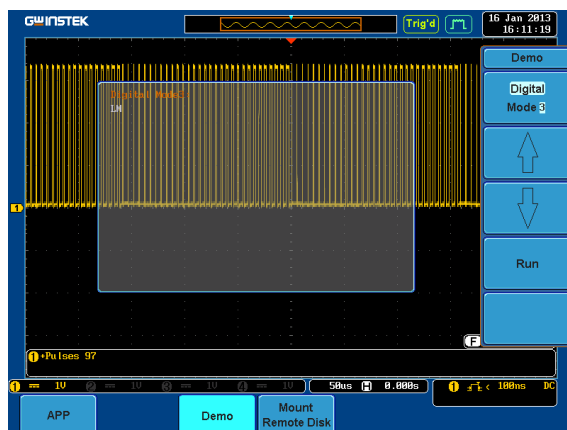 GWINSTEK
Trig'd
16 Jan 2013
16:11:19
Demo
Digital
Mode 3
Digital Mode3
LW
1
Run
F
1 +Pulses 97
1 1V 2 1V 3 1V 4 1V 50us H 0.000s 1 < 100ns DC
APP
Demo
Mount
Remote Disk